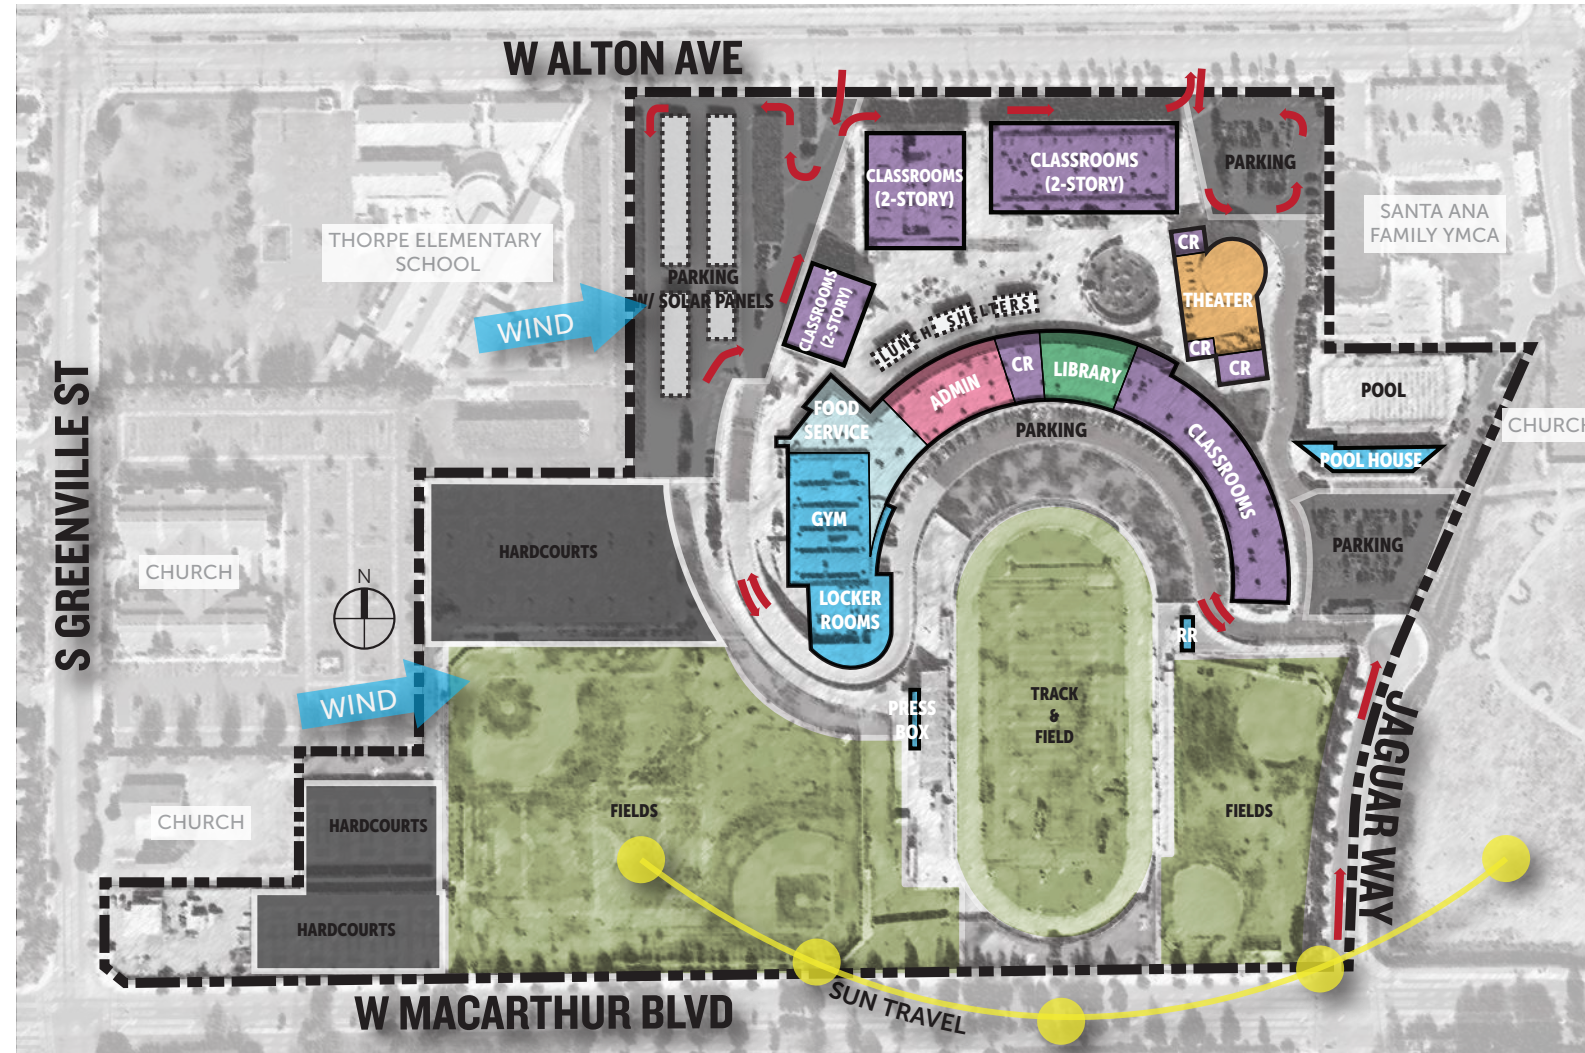 W ALTON AVE
CLASSROOMS
(2-STORY)
CLASSROOMS
(2-STORY)
PARKING
THORPE ELEMENTARY
SCHOOL
SANTA ANA
FAMILY YMCA
CR
PARKING
W/ SOLAR PANELS
WIND
CLASSROOMS
(2-STORY)
LUNCH SHELTERS
THEATER
CR
CR
ADMIN
CR
LIBRARY
POOL
FOOD
SERVICE
PARKING
CLASSROOMS
CHURCH
POOL HOUSE
S GREENVILLE ST
GYM
HARDCOURTS
PARKING
CHURCH
N
LOCKER
ROOMS
RR
WIND
PRESS
BOX
TRACK
&
FIELD
JAGUAR WAY
CHURCH
HARDCOURTS
FIELDS
FIELDS
HARDCOURTS
SUN TRAVEL
W MACARTHUR BLVD